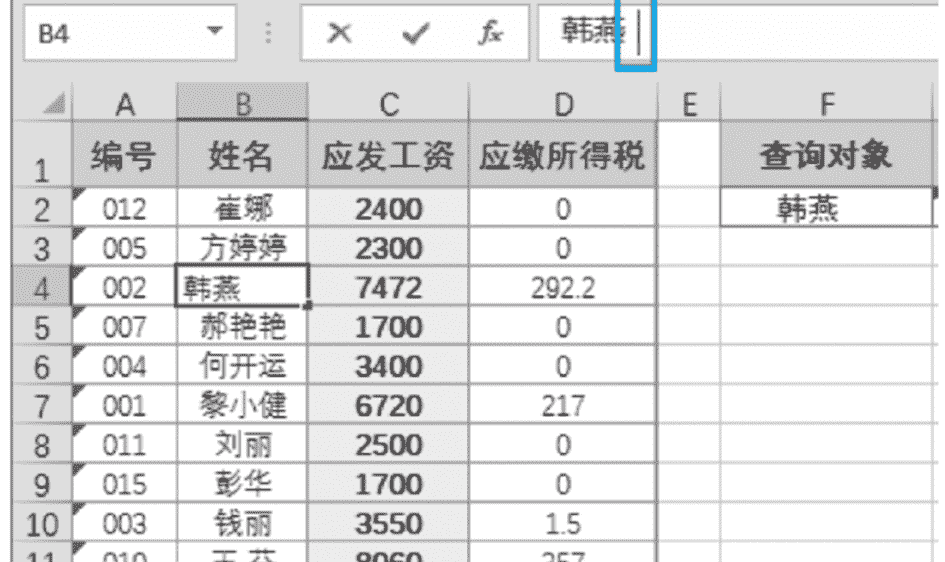 B4 fx 韩燕
A B C D E F
1 编号 姓名 应发工资 应缴所得税 查询对象
2 012 崔娜 2400 0 韩燕
3 005 方婷婷 2300 0
4 002 韩燕 7472 292.2
5 007 郝艳艳 1700 0
6 004 何开运 3400 0
7 001 黎小健 6720 217
8 011 刘丽 2500 0
9 015 彭华 1700 0
10 003 钱丽 3550 1.5